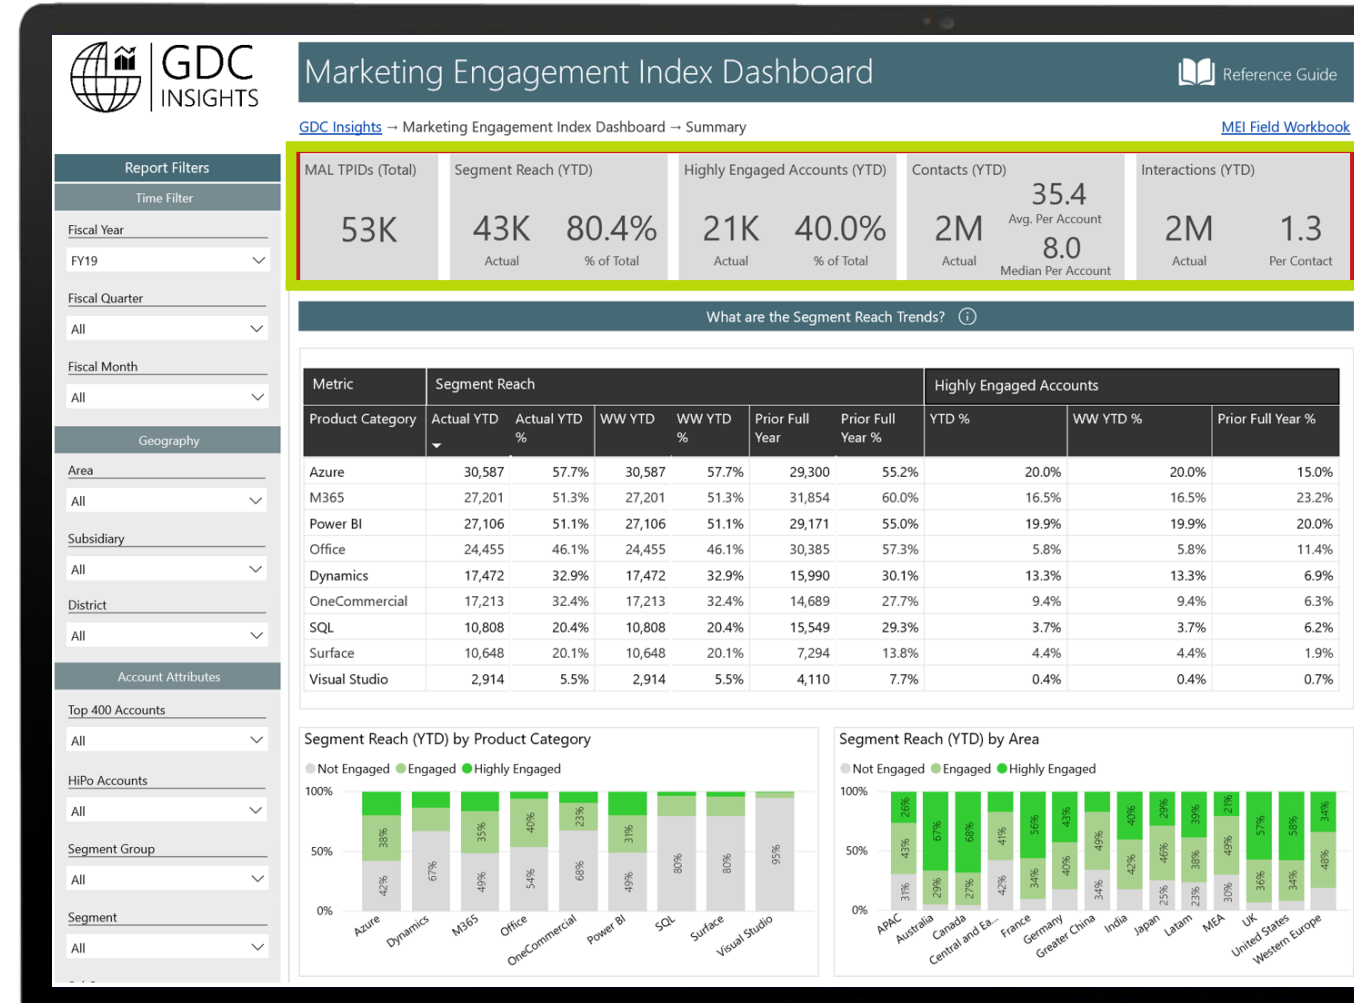 GDC
INSIGHTS
Marketing Engagement Index Dashboard
Reference Guide
GDC Insights → Marketing Engagement Index Dashboard → Summary
MEI Field Workbook
Report Filters
Time Filter
Fiscal Year
FY19
Fiscal Quarter
All
Fiscal Month
All
Geography
Area
All
Subsidiary
All
District
All
Account Attributes
Top 400 Accounts
All
HiPo Accounts
All
Segment Group
All
Segment
All
MAL TPIDs (Total)
53K
Segment Reach (YTD)
43K 80.4%
Actual % of Total
Highly Engaged Accounts (YTD)
21K 40.0%
Actual % of Total
Contacts (YTD)
2M
Actual
35.4
Avg. Per Account
8.0
Median Per Account
Interactions (YTD)
2M 1.3
Actual Per Contact
What are the Segment Reach Trends?
Metric Segment Reach Highly Engaged Accounts
Product Category Actual YTD Actual YTD % WW YTD WW YTD % Prior Full Year Prior Full Year % YTD % WW YTD % Prior Full Year %
Azure 30,587 57.7% 30,587 57.7% 29,300 55.2% 20.0% 20.0% 15.0%
M365 27,201 51.3% 27,201 51.3% 31,854 60.0% 16.5% 16.5% 23.2%
Power BI 27,106 51.1% 27,106 51.1% 29,171 55.0% 19.9% 19.9% 20.0%
Office 24,455 46.1% 24,455 46.1% 30,385 57.3% 5.8% 5.8% 11.4%
Dynamics 17,472 32.9% 17,472 32.9% 15,990 30.1% 13.3% 13.3% 6.9%
OneCommercial 17,213 32.4% 17,213 32.4% 14,689 27.7% 9.4% 9.4% 6.3%
SQL 10,808 20.4% 10,808 20.4% 15,549 29.3% 3.7% 3.7% 6.2%
Surface 10,648 20.1% 10,648 20.1% 7,294 13.8% 4.4% 4.4% 1.9%
Visual Studio 2,914 5.5% 2,914 5.5% 4,110 7.7% 0.4% 0.4% 0.7%
Segment Reach (YTD) by Product Category
Not Engaged Engaged Highly Engaged
100%
50%
0%
38% 35% 40% 23% 31%
42% 67% 49% 54% 68% 49% 80% 80% 95%
Azure Dynamics M365 Office OneCommercial Power BI SQL Surface Visual Studio
Segment Reach (YTD) by Area
Not Engaged Engaged Highly Engaged
100%
50%
0%
26% 67% 68% 56% 43% 40% 29% 39% 21% 57% 58% 34%
43% 29% 27% 41% 34% 40% 49% 42% 46% 38% 49% 36% 34% 48%
31% 42% 34% 25% 23% 30%
APAC Australia Canada Central and Ea... France Germany Greater China India Japan Latam MEA UK United States Western Europe